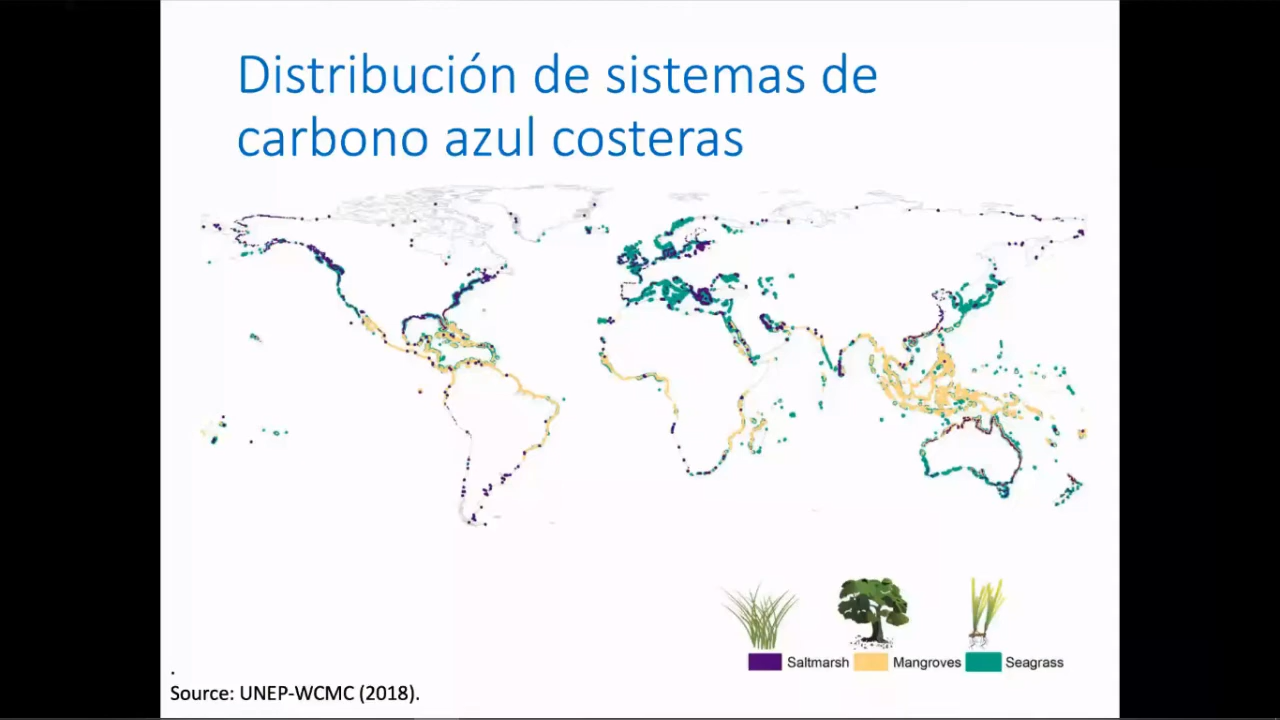 Distribución de sistemas de
carbono azul costeras
Saltmarsh Mangroves Seagrass
.
Source: UNEP-WCMC (2018).